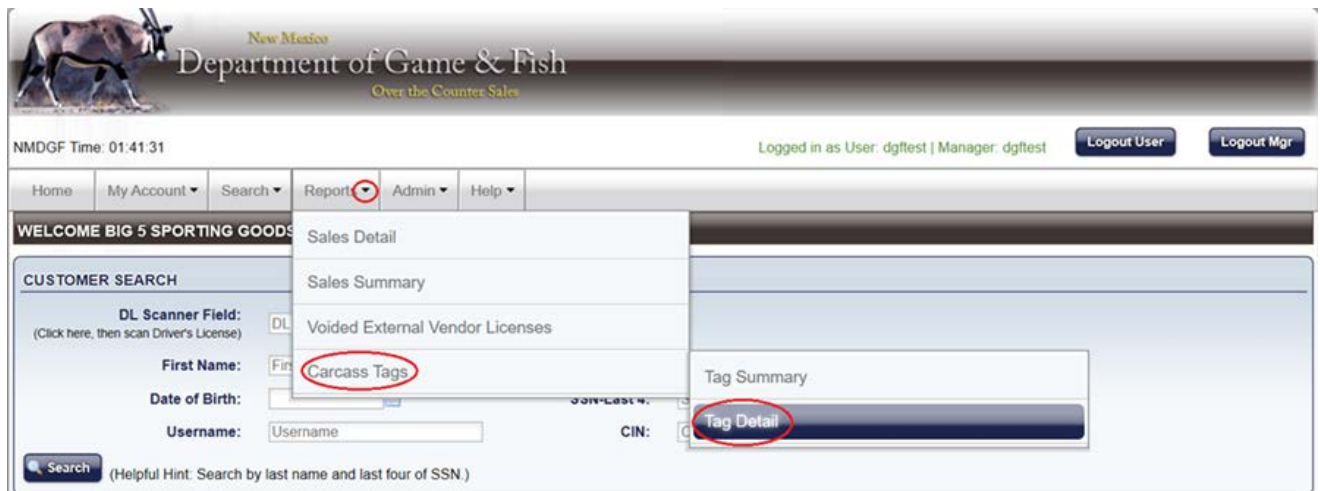 New Mexico
Department of Game & Fish
Over the Counter Sales
NMDGF Time: 01:41:31
Logged in as User: dgftest | Manager: dgftest
Logout User
Logout Mgr
Home My Account Search Reports Admin Help
WELCOME BIG 5 SPORTING GOODS
Sales Detail
CUSTOMER SEARCH
Sales Summary
DL Scanner Field:
DL
(Click here, then scan Driver's License)
Voided External Vendor Licenses
First Name:
Carcass Tags
Tag Summary
Date of Birth:
SSN-Last 4:
Tag Detail
Username:
Username
CIN:
Search
(Helpful Hint: Search by last name and last four of SSN.)